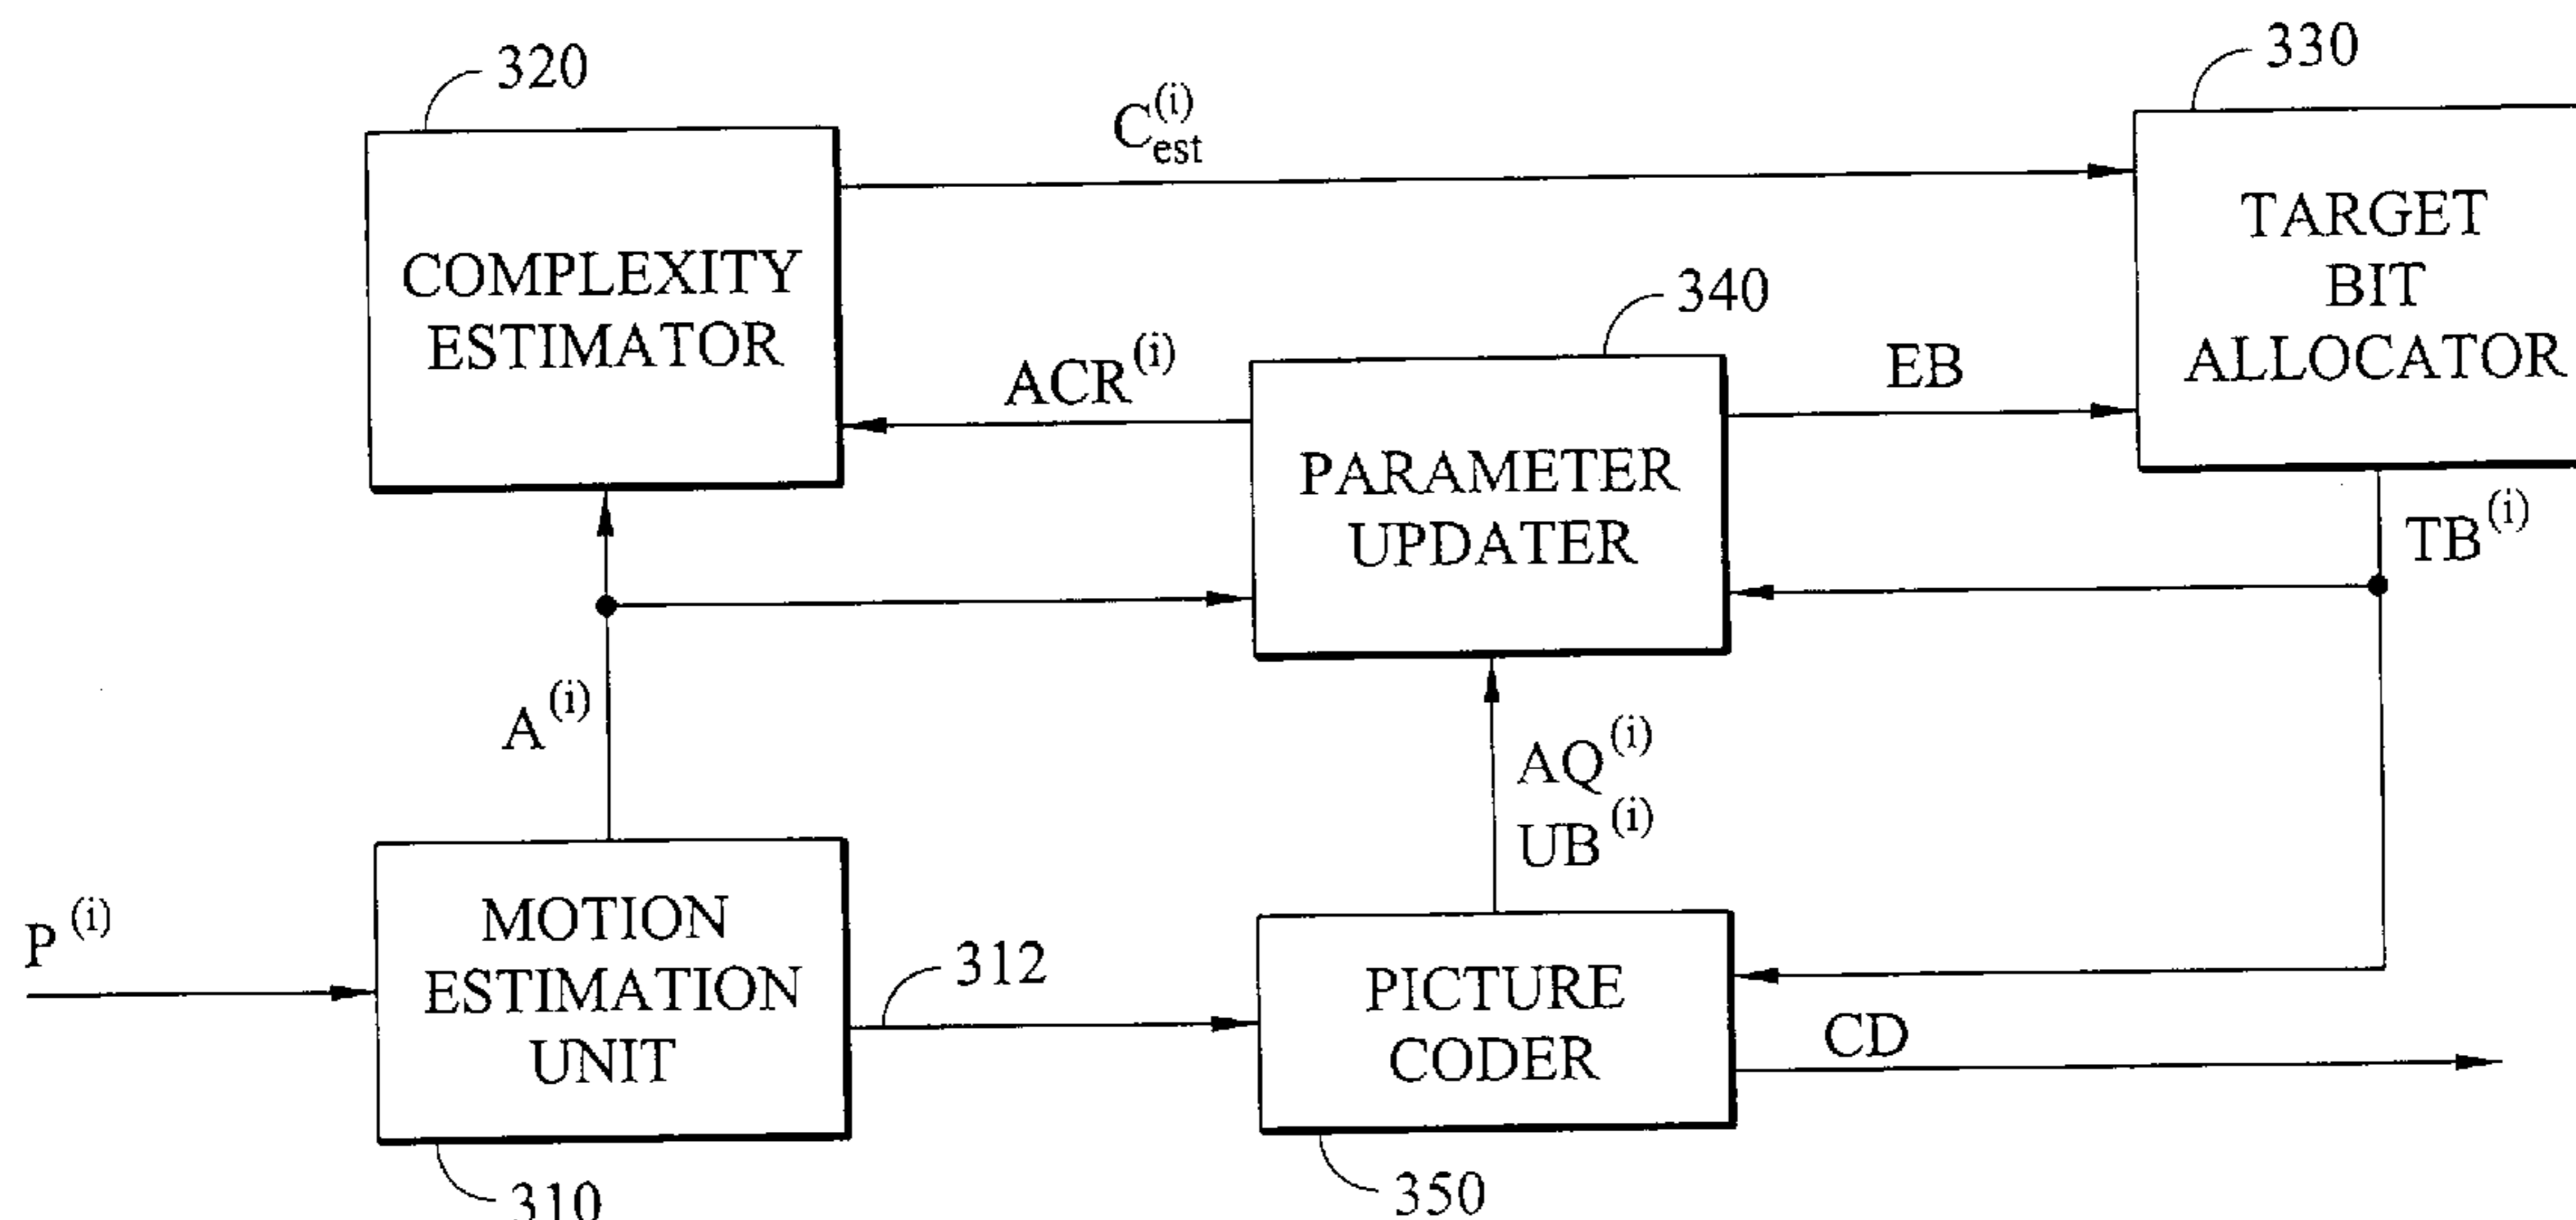 320
330
C_est^(i)
COMPLEXITY
ESTIMATOR
TARGET
BIT
ALLOCATOR
340
ACR^(i)
EB
PARAMETER
UPDATER
TB^(i)
A^(i)
AQ^(i)
UB^(i)
P^(i)
MOTION
ESTIMATION
UNIT
312
PICTURE
CODER
CD
310
350